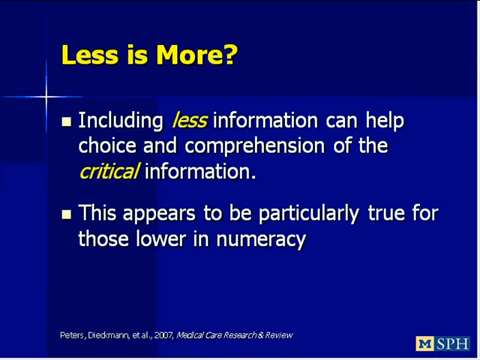 Less is More?
■ Including less information can help
choice and comprehension of the
critical information.
■ This appears to be particularly true for
those lower in numeracy
Peters, Dieckmann, et al., 2007, Medical Care Research & Review
M SPH